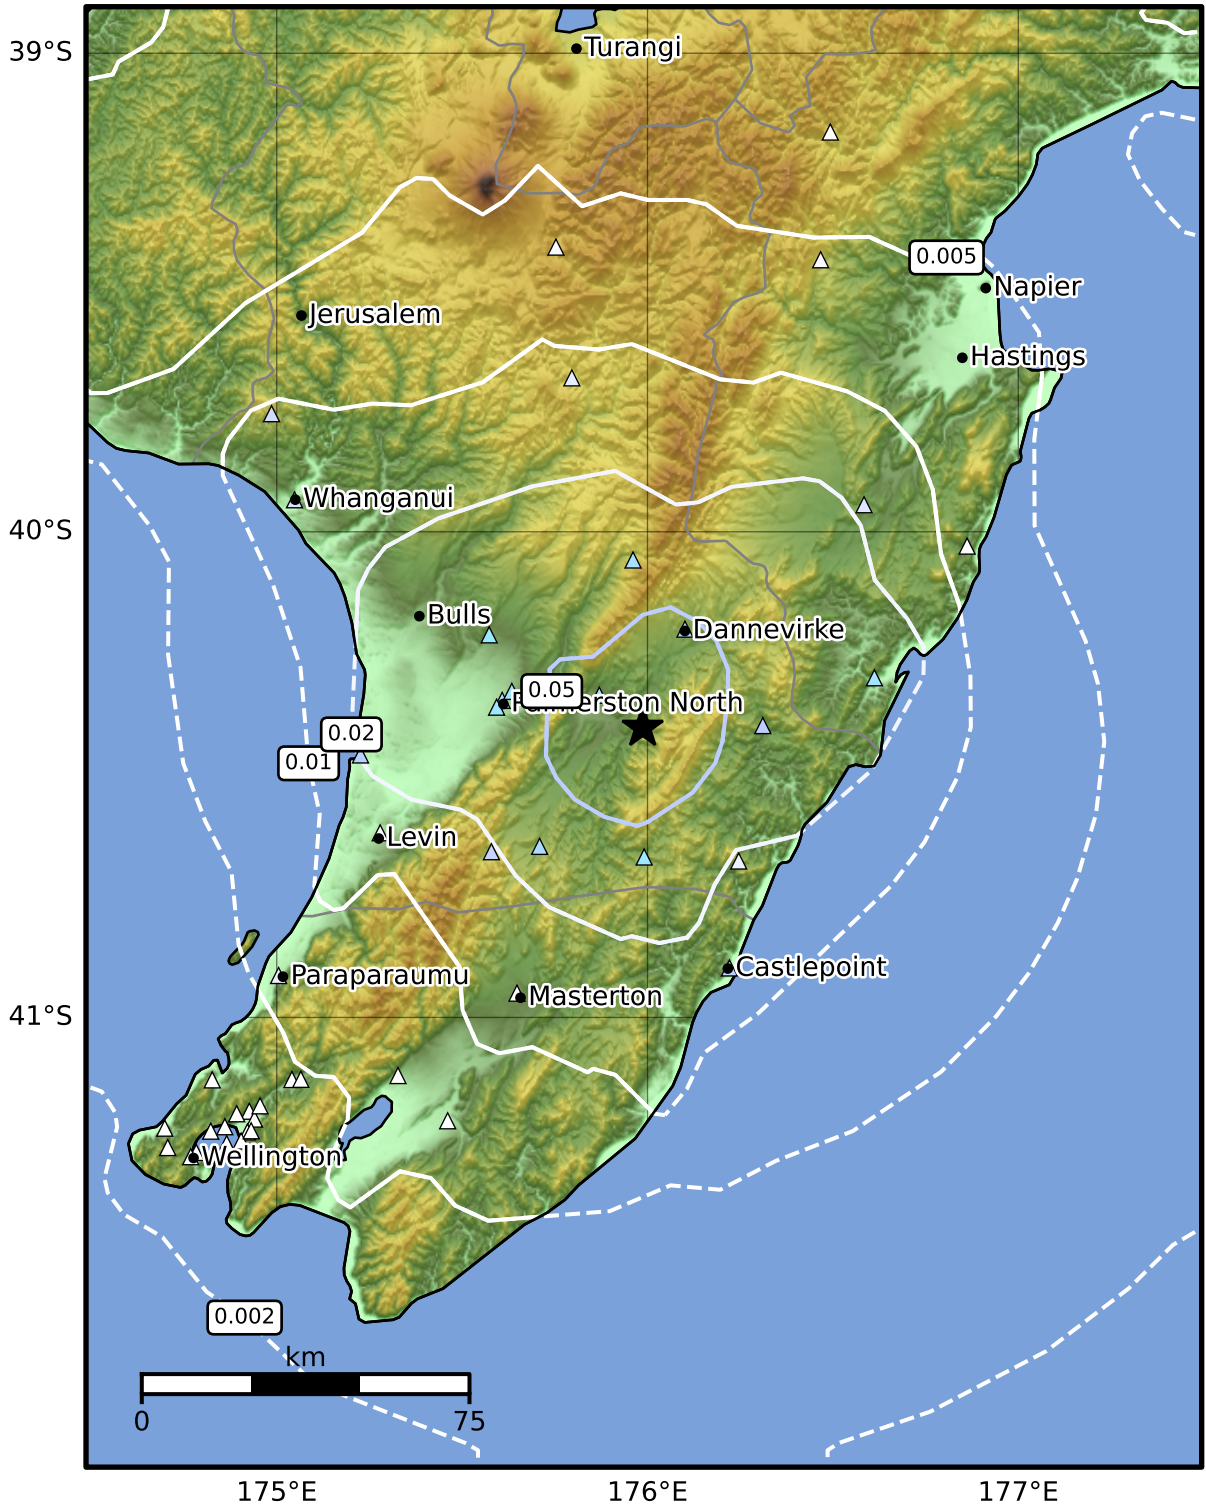 39°S
Turangi
0.005
Napier
Jerusalem
Hastings
Whanganui
40°S
Bulls
Dannevirke
0.05
Palmerston North
0.02
0.01
Levin
Castlepoint
Paraparaumu
Masterton
41°S
Wellington
0.002
km
0 75
175°E 176°E 177°E